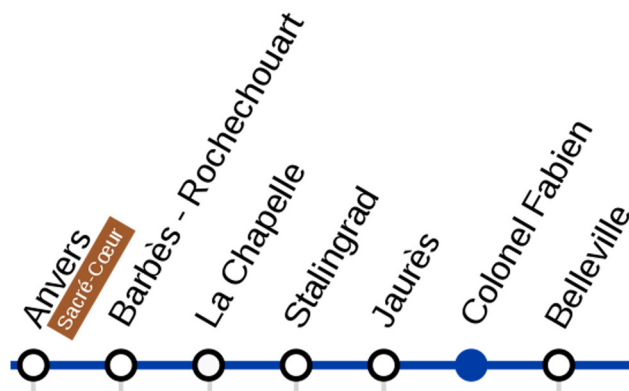 Anvers
Sacré-Cœur
Barbès - Rochechouart
La Chapelle
Stalingrad
Jaurès
Colonel Fabien
Belleville